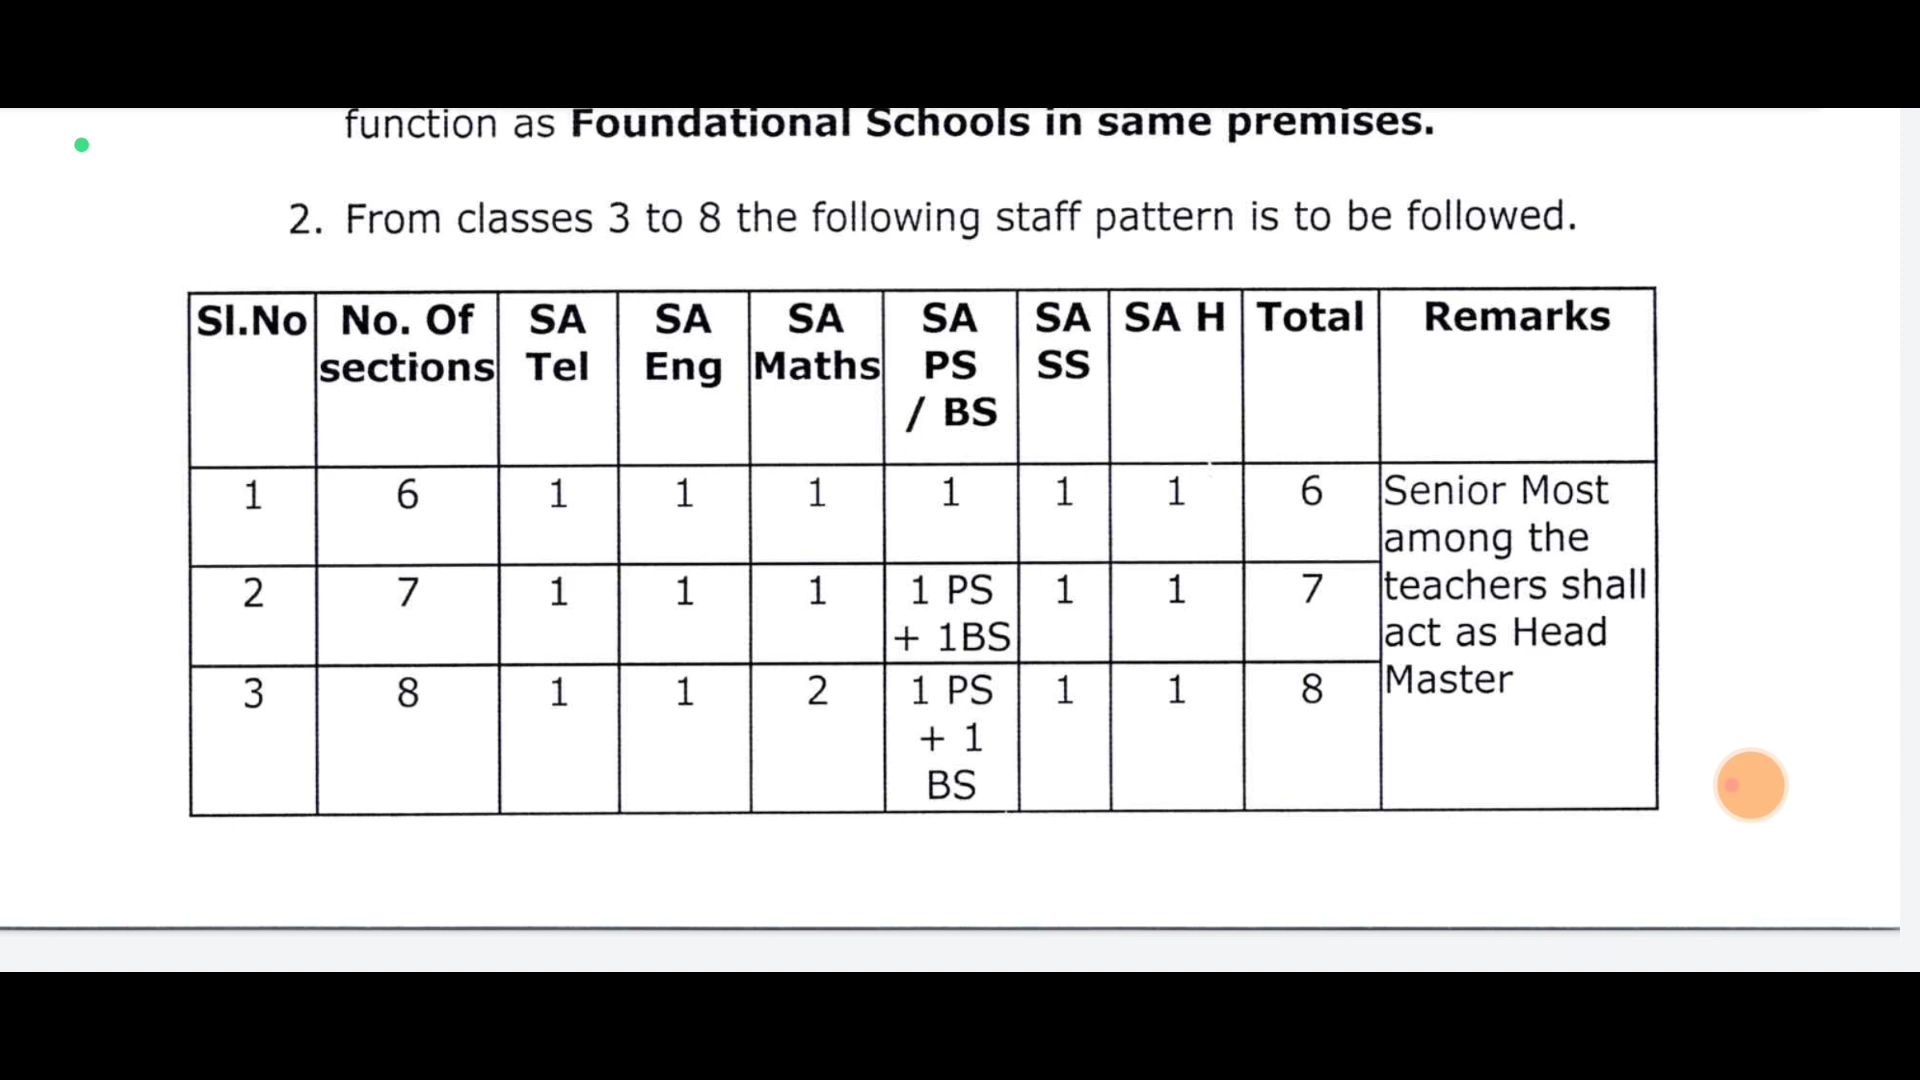 function as Foundational Schools in same premises.
2. From classes 3 to 8 the following staff pattern is to be followed.
Sl.No No. Of sections SA Tel SA Eng SA Maths SA PS / BS SA SS SA H Total Remarks
1 6 1 1 1 1 1 1 6 Senior Most among the teachers shall act as Head Master
2 7 1 1 1 1 PS + 1BS 1 1 7
3 8 1 1 2 1 PS + 1 BS 1 1 8